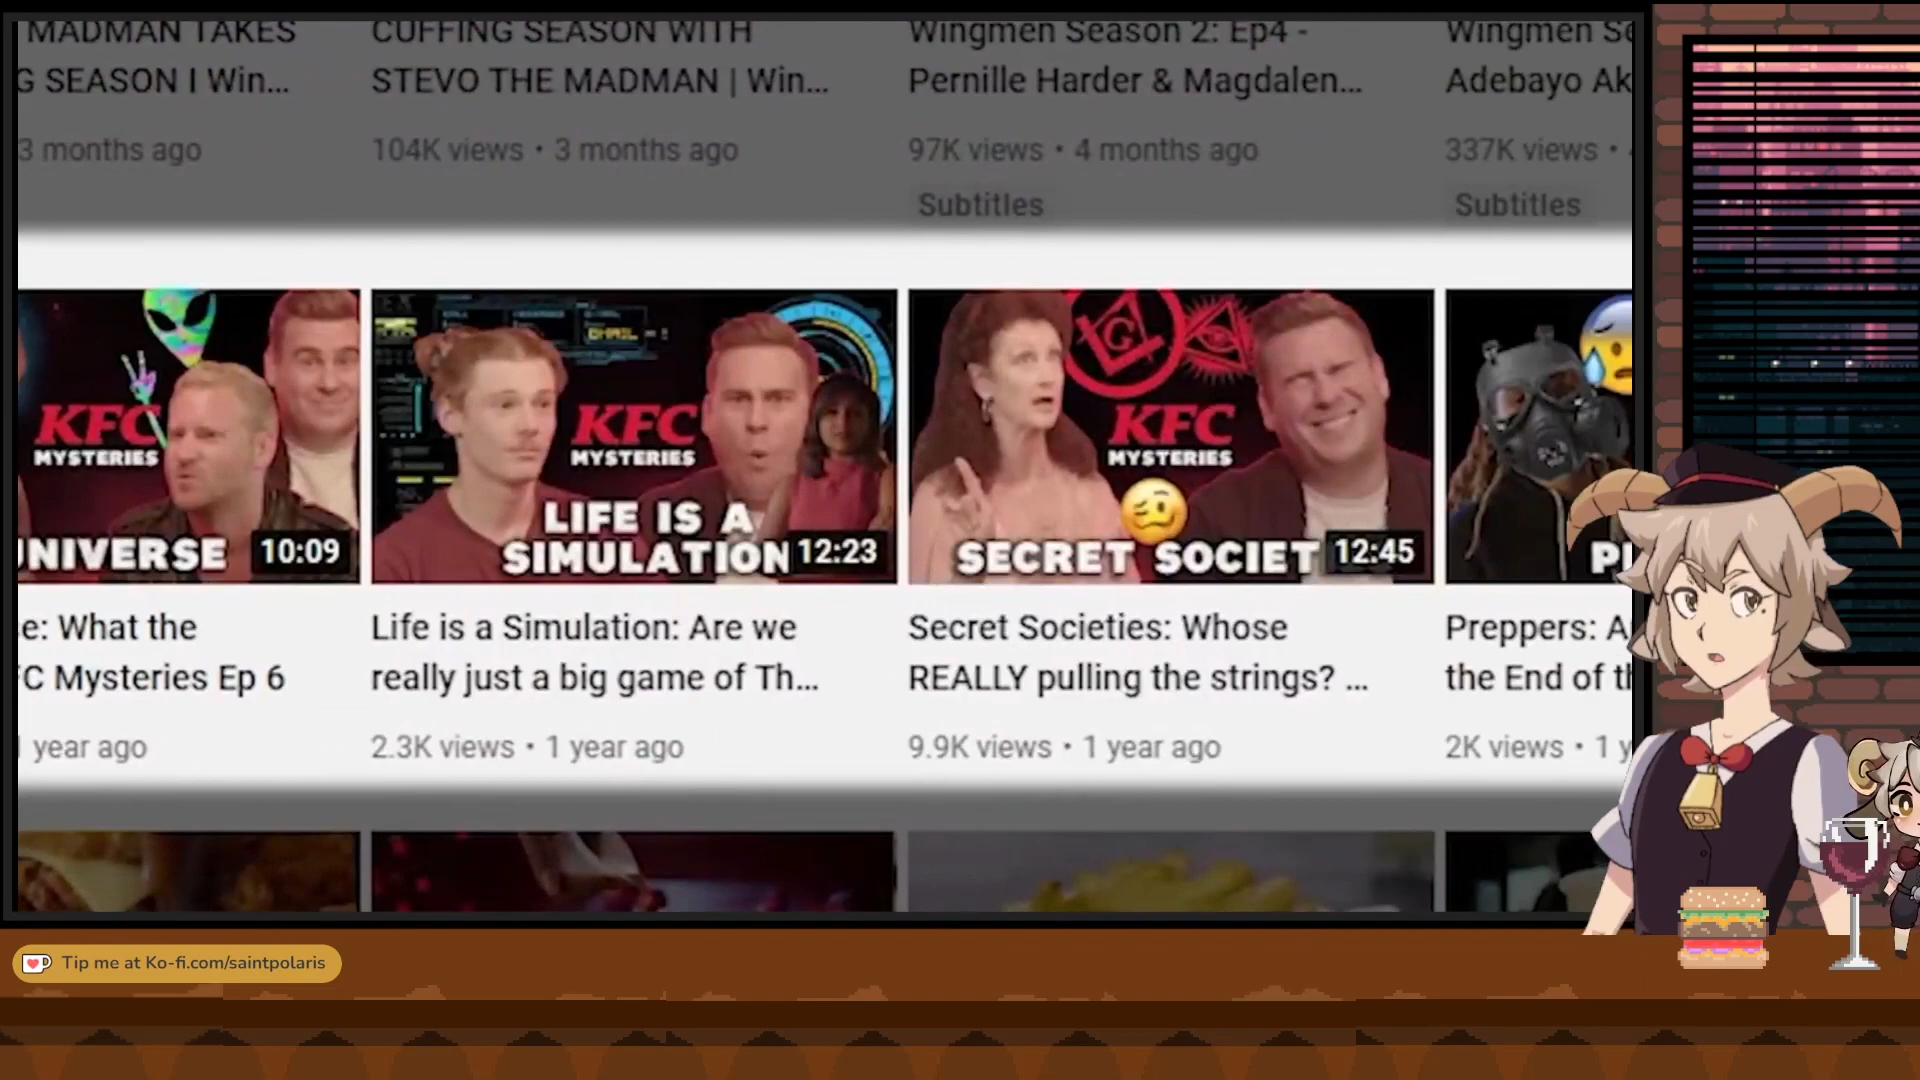 MADMAN TAKES
G SEASON I Win...
3 months ago
CUFFING SEASON WITH
STEVO THE MADMAN | Win...
104K views • 3 months ago
Wingmen Season 2: Ep4 -
Pernille Harder & Magdalen...
97K views • 4 months ago
Subtitles
Wingmen Se
Adebayo Ak
337K views •
Subtitles
KFC
MYSTERIES
NIVERSE
10:09
e: What the
FC Mysteries Ep 6
year ago
KFC
MYSTERIES
LIFE IS A
SIMULATION
12:23
Life is a Simulation: Are we
really just a big game of Th...
2.3K views • 1 year ago
G
KFC
MYSTERIES
SECRET SOCIET
12:45
Secret Societies: Whose
REALLY pulling the strings? ...
9.9K views • 1 year ago
Preppers: A
the End of th
2K views • 1 y
Tip me at Ko-fi.com/saintpolaris